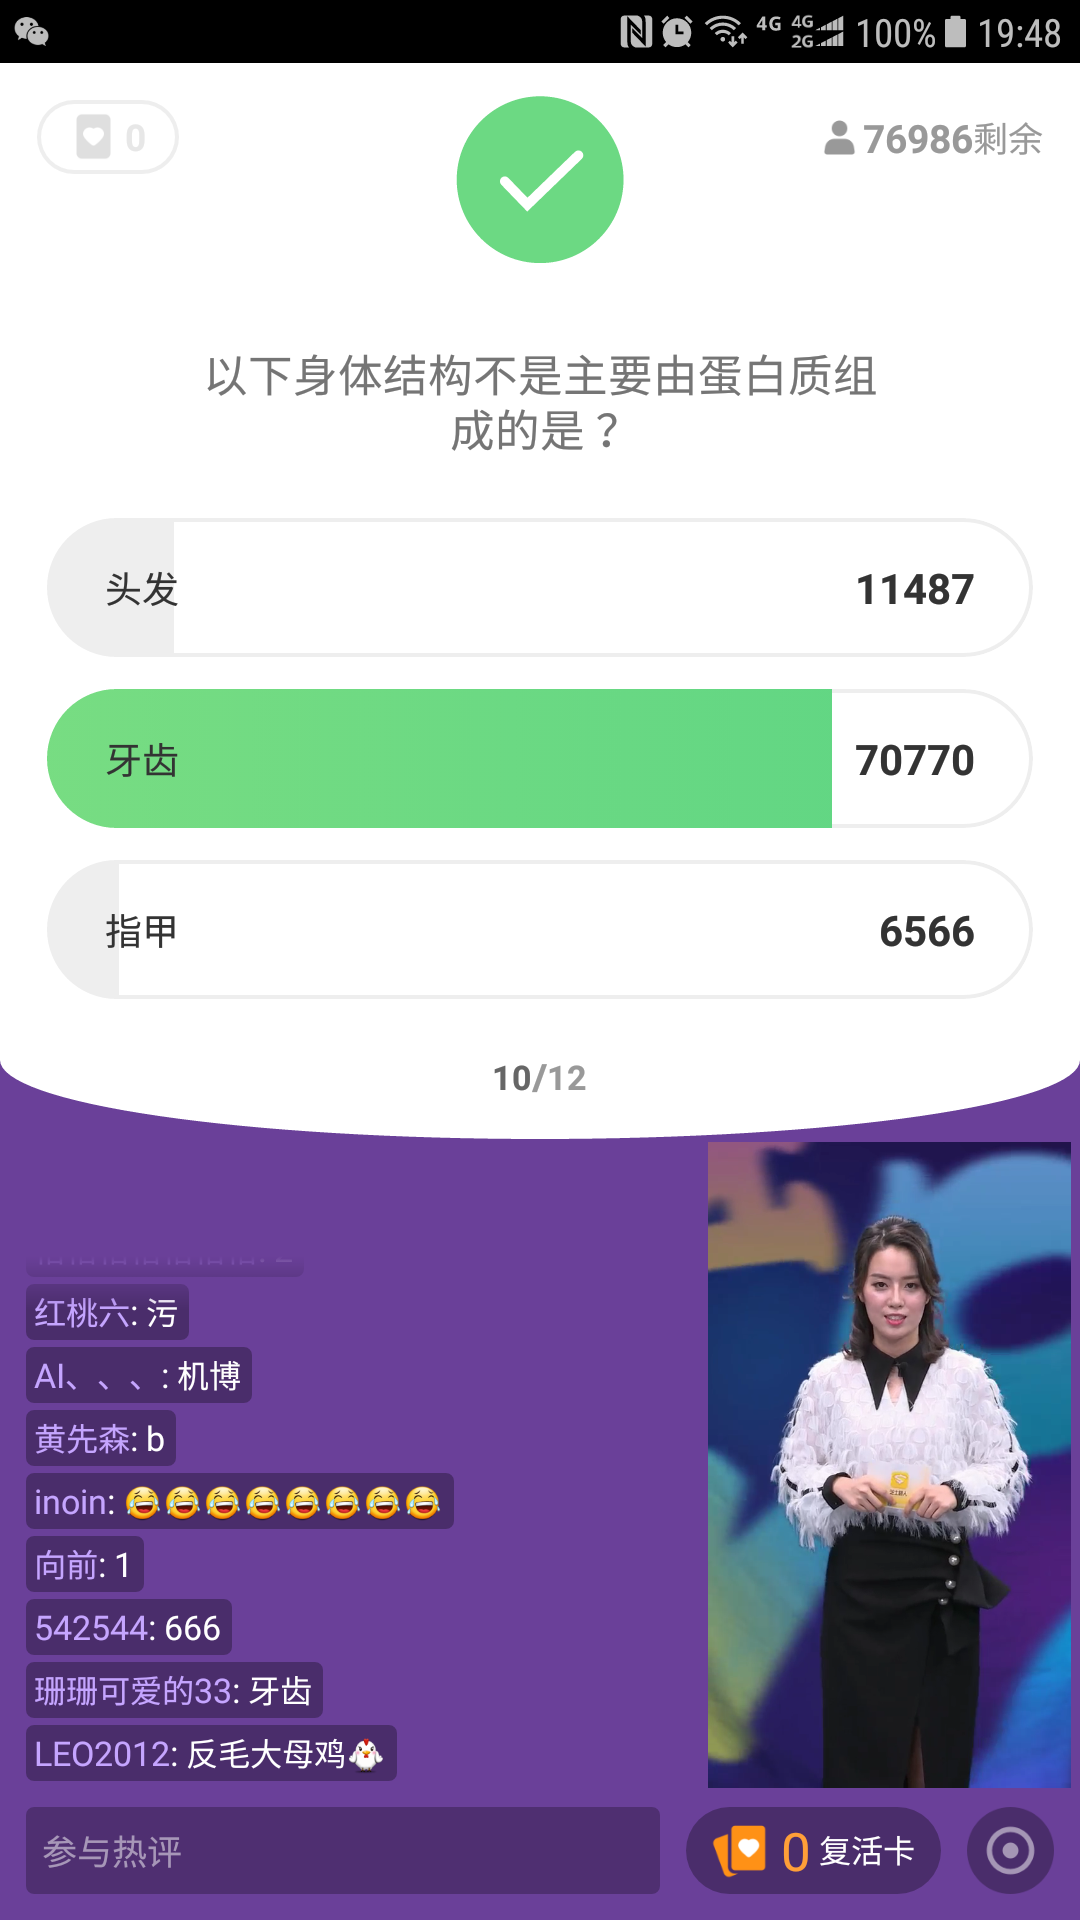 4G 4G 2G 100% 19:48
0
76986剩余
以下身体结构不是主要由蛋白质组
成的是？
头发 11487
牙齿 70770
指甲 6566
10/12
红桃六: 污
AI、、、: 机博
黄先森: b
inoin: 😂😂😂😂😂😂😂😂
向前: 1
542544: 666
珊珊可爱的33: 牙齿
LEO2012: 反毛大母鸡🐔
参与热评
0 复活卡